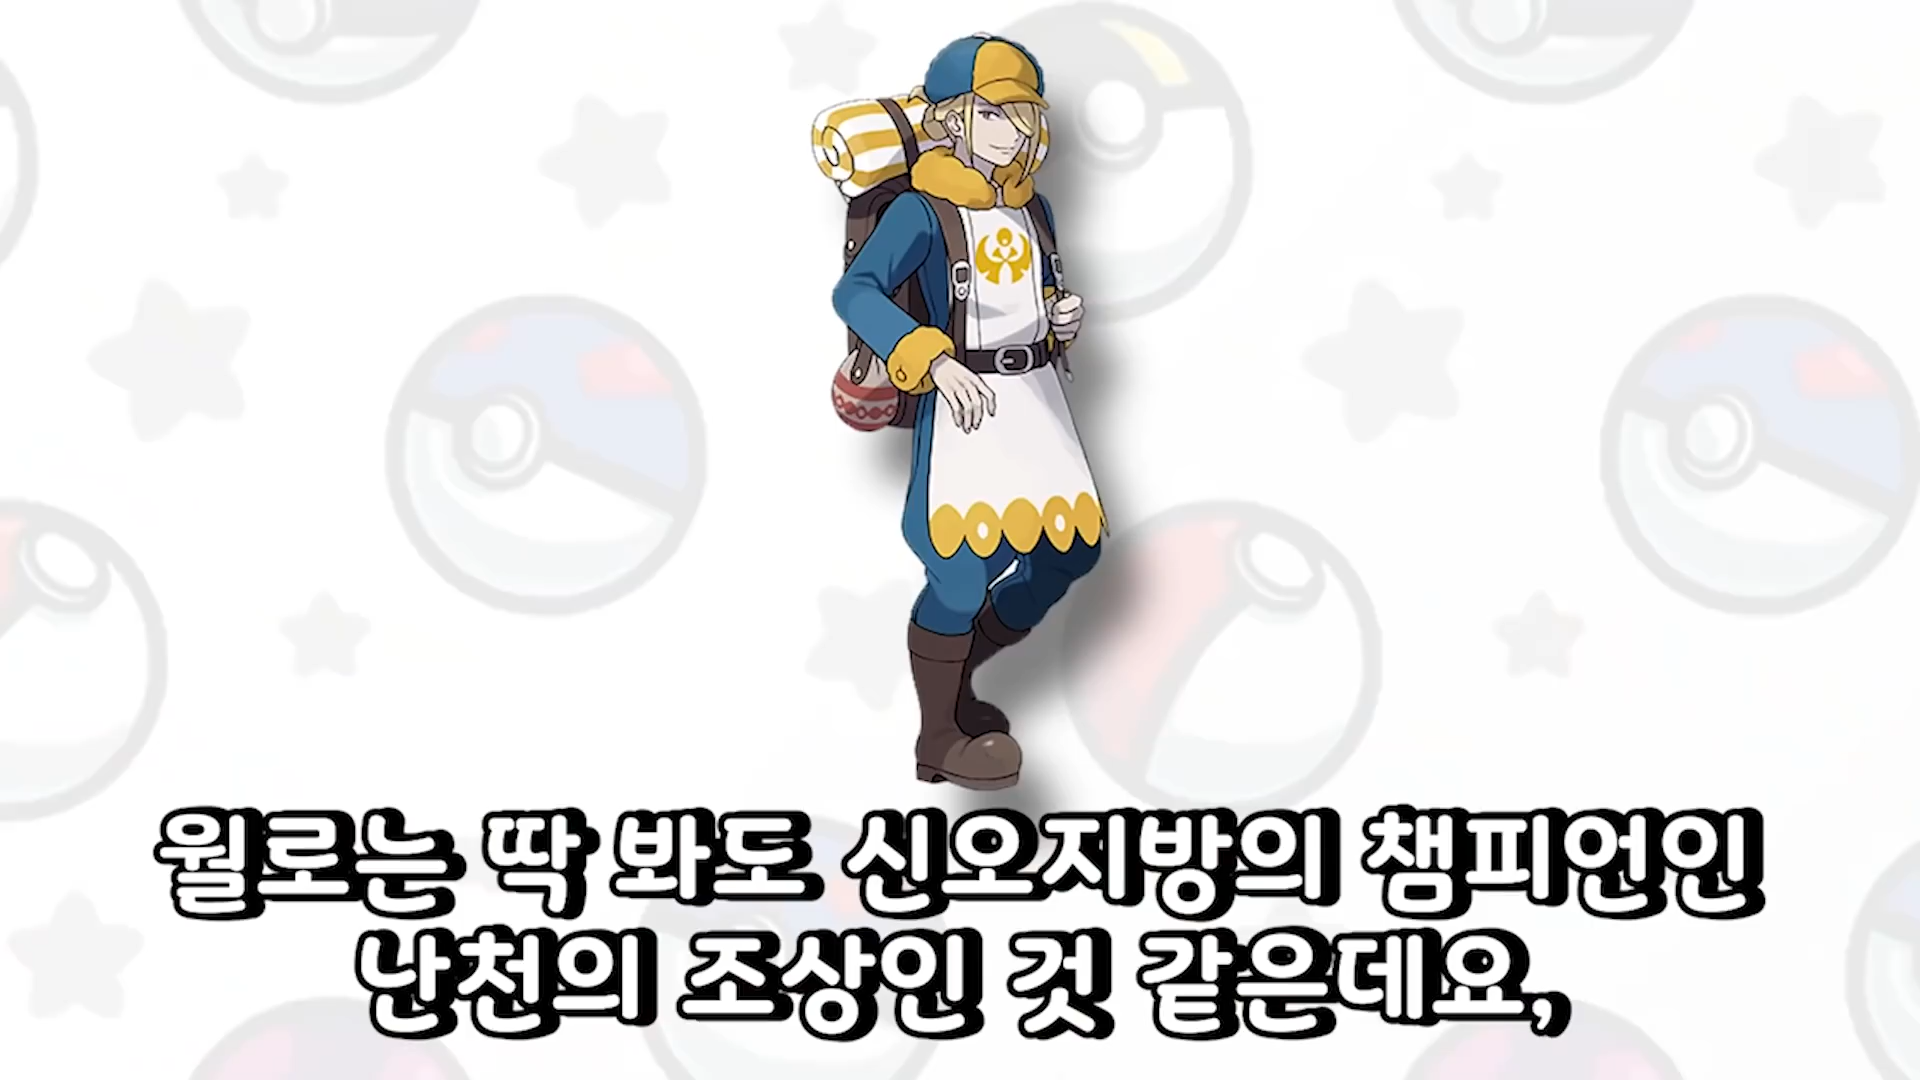 월로는 딱 봐도 신오지방의 챔피언인
난천의 조상인 것 같은데요,